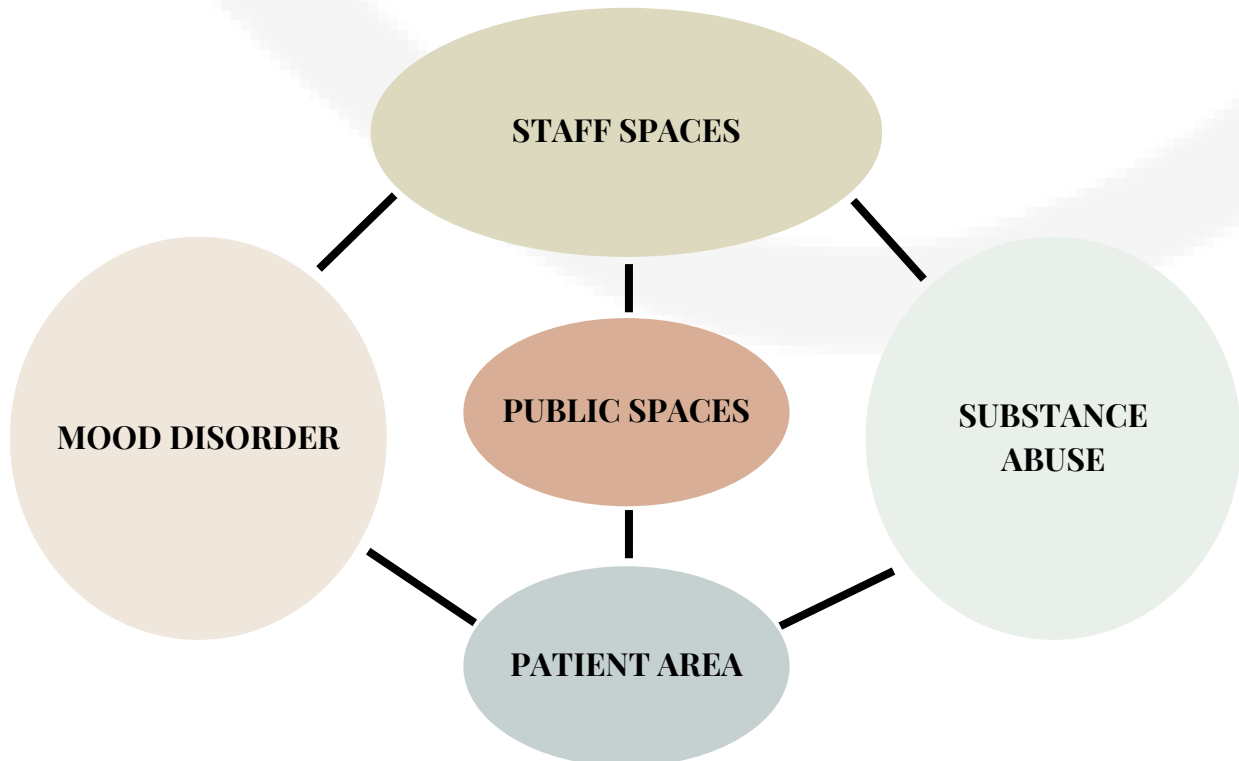 STAFF SPACES
PUBLIC SPACES
MOOD DISORDER
SUBSTANCE
ABUSE
PATIENT AREA